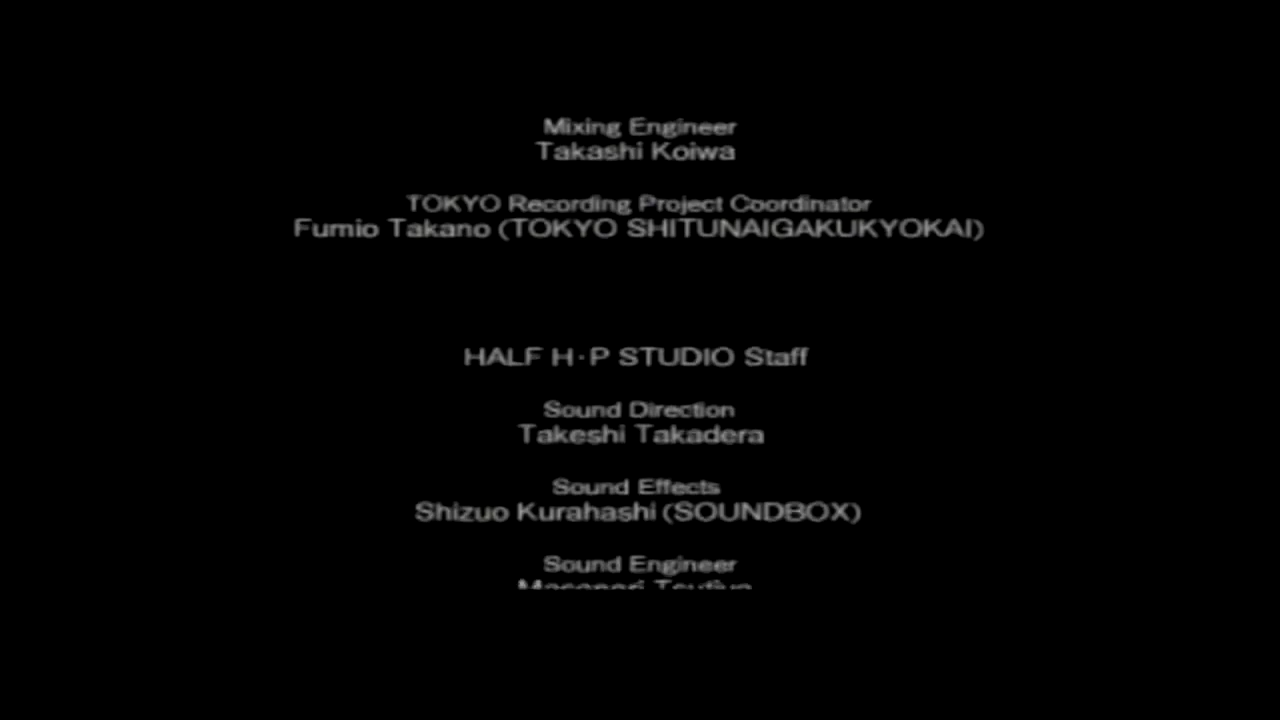 Mixing Engineer
Takashi Koiwa
TOKYO Recording Project Coordinator
Fumio Takano (TOKYO SHITUNAIGAKUKYOKAI)
HALF H·P STUDIO Staff
Sound Direction
Takeshi Takadera
Sound Effects
Shizuo Kurahashi (SOUNDBOX)
Sound Engineer